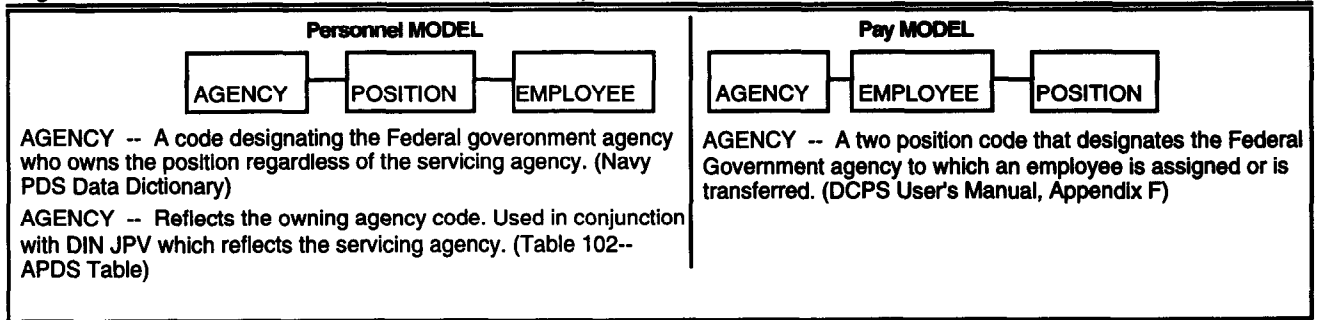 Personnel MODEL
AGENCY POSITION EMPLOYEE
AGENCY -- A code designating the Federal goveronment agency
who owns the position regardless of the servicing agency. (Navy
PDS Data Dictionary)
AGENCY -- Reflects the owning agency code. Used in conjunction
with DIN JPV which reflects the servicing agency. (Table 102--
APDS Table)
Pay MODEL
AGENCY EMPLOYEE POSITION
AGENCY -- A two position code that designates the Federal
Government agency to which an employee is assigned or is
transferred. (DCPS User's Manual, Appendix F)